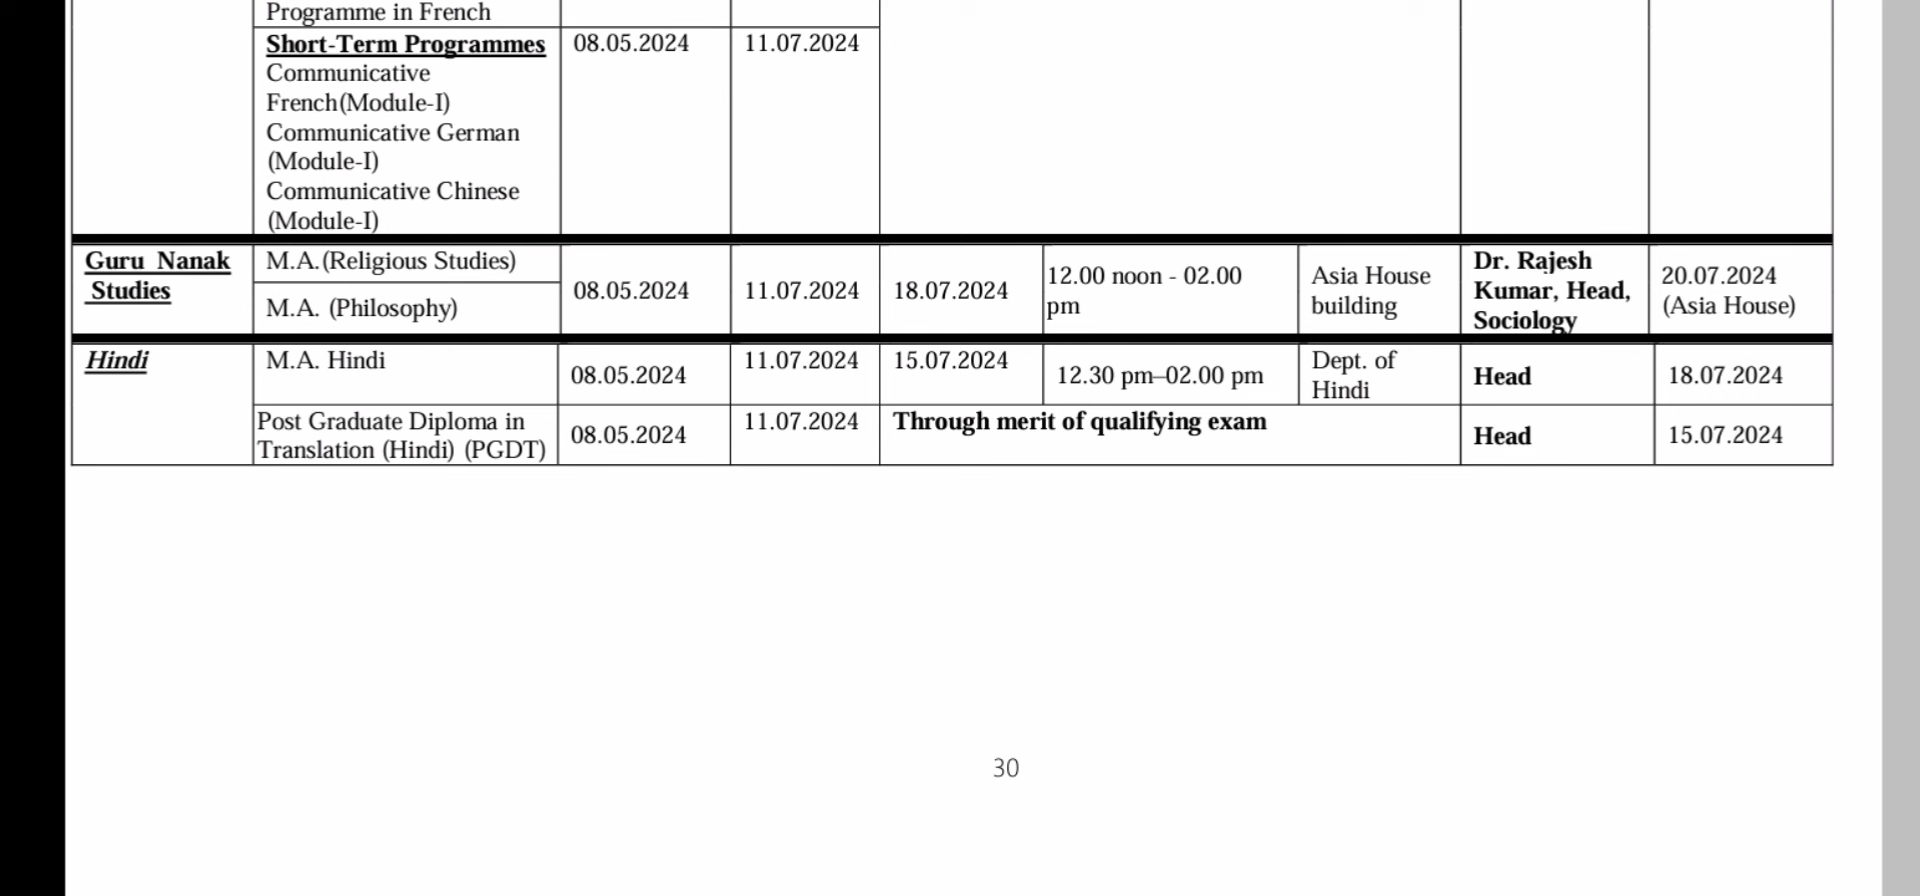 Programme in French
Short-Term Programmes 08.05.2024 11.07.2024
Communicative
French(Module-I)
Communicative German
(Module-I)
Communicative Chinese
(Module-I)
Guru Nanak
Studies
M.A.(Religious Studies)
M.A. (Philosophy)
08.05.2024
11.07.2024
18.07.2024
12.00 noon - 02.00
pm
Asia House
building
Dr. Rajesh
Kumar, Head,
Sociology
20.07.2024
(Asia House)
Hindi
M.A. Hindi
08.05.2024
11.07.2024
15.07.2024
12.30 pm–02.00 pm
Dept. of
Hindi
Head
18.07.2024
Post Graduate Diploma in
Translation (Hindi) (PGDT)
08.05.2024
11.07.2024
Through merit of qualifying exam
Head
15.07.2024
30